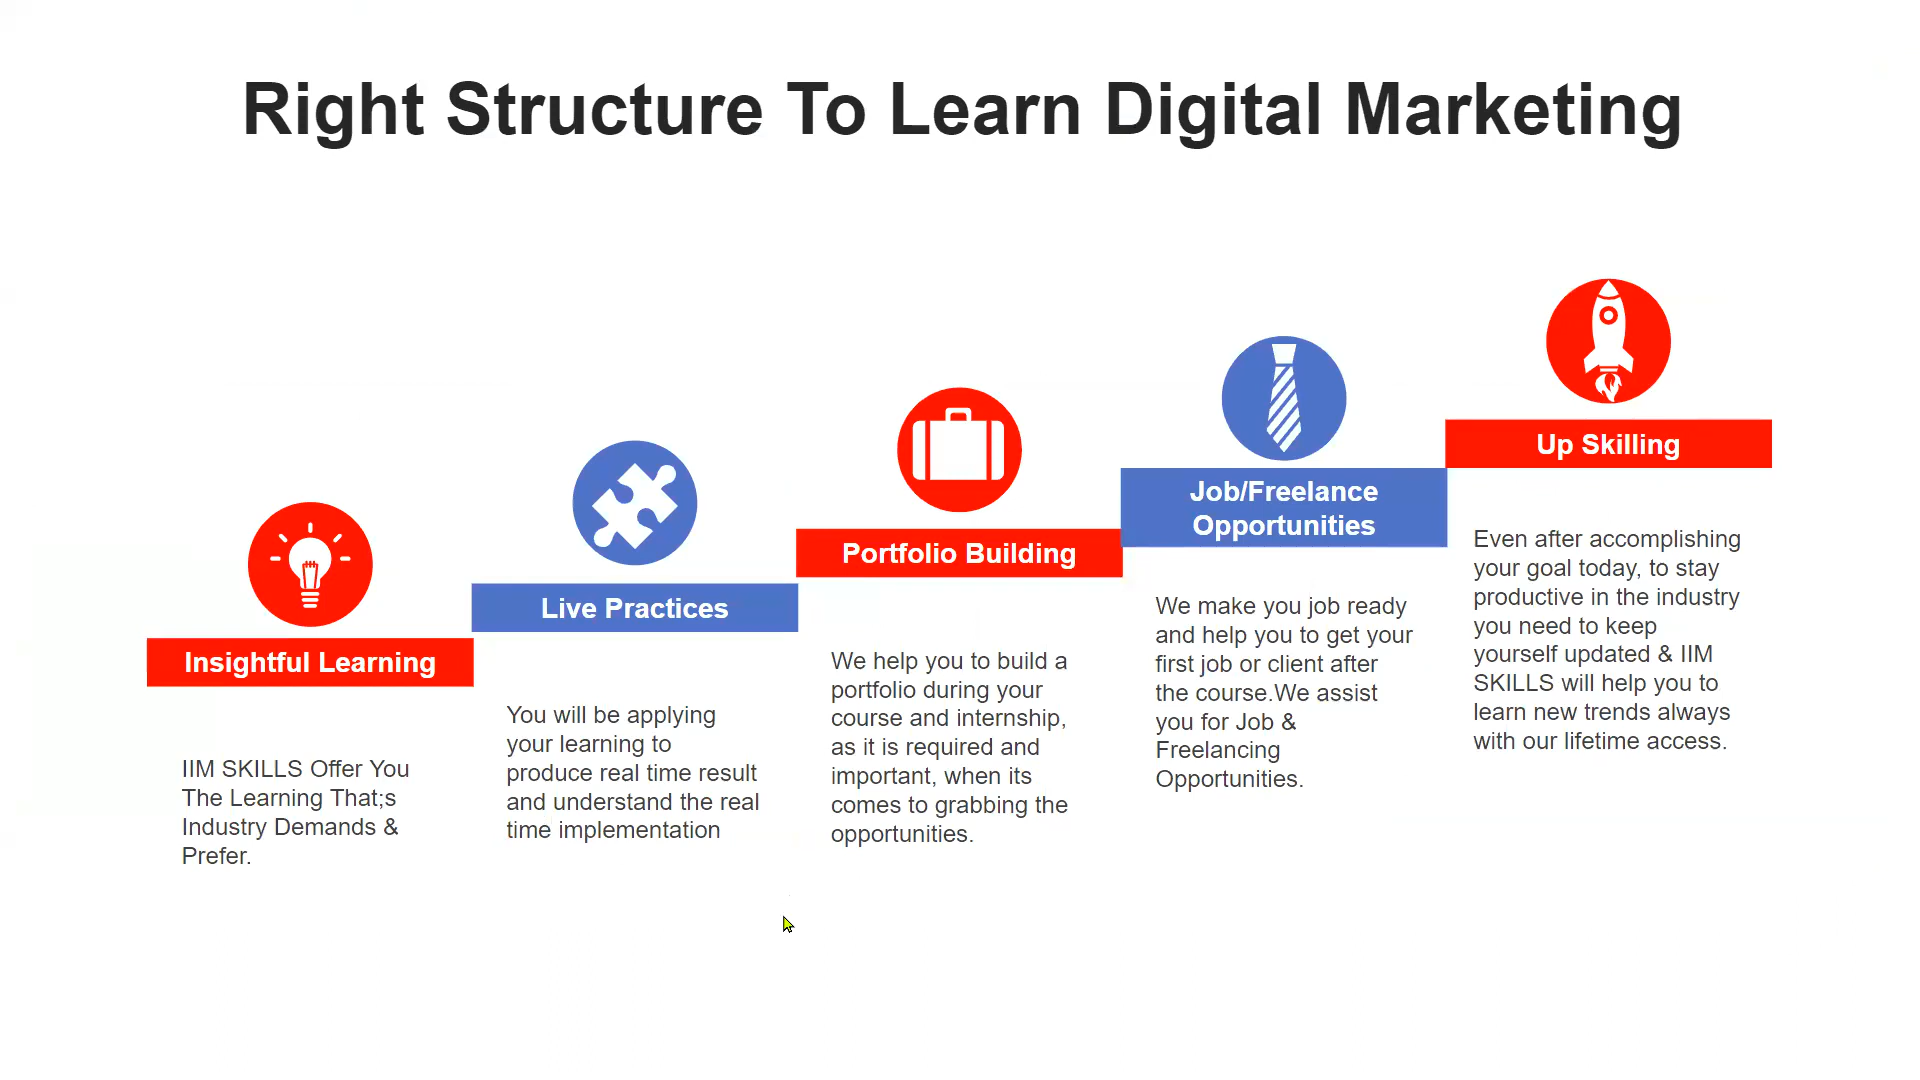 Right Structure To Learn Digital Marketing
Insightful Learning
IIM SKILLS Offer You
The Learning That;s
Industry Demands &
Prefer.
Live Practices
You will be applying
your learning to
produce real time result
and understand the real
time implementation
Portfolio Building
We help you to build a
portfolio during your
course and internship,
as it is required and
important, when its
comes to grabbing the
opportunities.
Job/Freelance
Opportunities
We make you job ready
and help you to get your
first job or client after
the course.We assist
you for Job &
Freelancing
Opportunities.
Up Skilling
Even after accomplishing
your goal today, to stay
productive in the industry
you need to keep
yourself updated & IIM
SKILLS will help you to
learn new trends always
with our lifetime access.